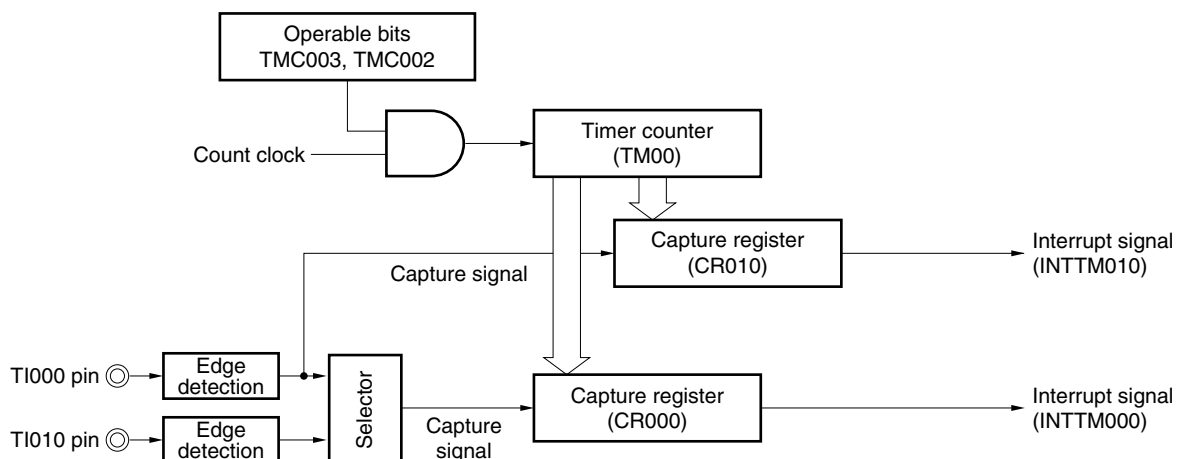 Operable bits
TMC003, TMC002
Count clock
Timer counter
(TM00)
Capture register
(CR010)
Interrupt signal
(INTTM010)
Capture signal
TI000 pin
Edge
detection
Selector
Capture register
(CR000)
Interrupt signal
(INTTM000)
TI010 pin
Edge
detection
Capture
signal